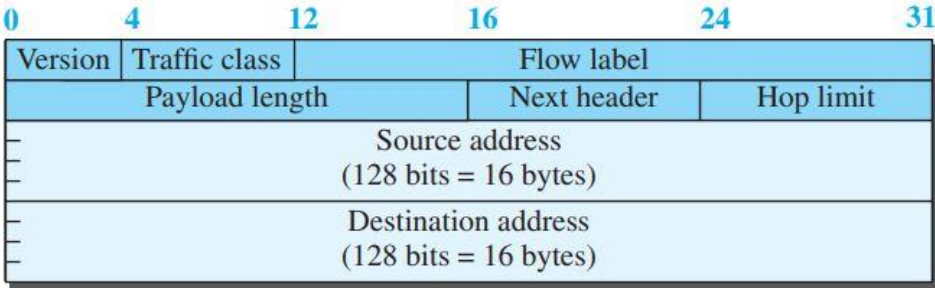 0 4 12 16 24 31
Version Traffic class Flow label
Payload length Next header Hop limit
Source address
(128 bits = 16 bytes)
Destination address
(128 bits = 16 bytes)